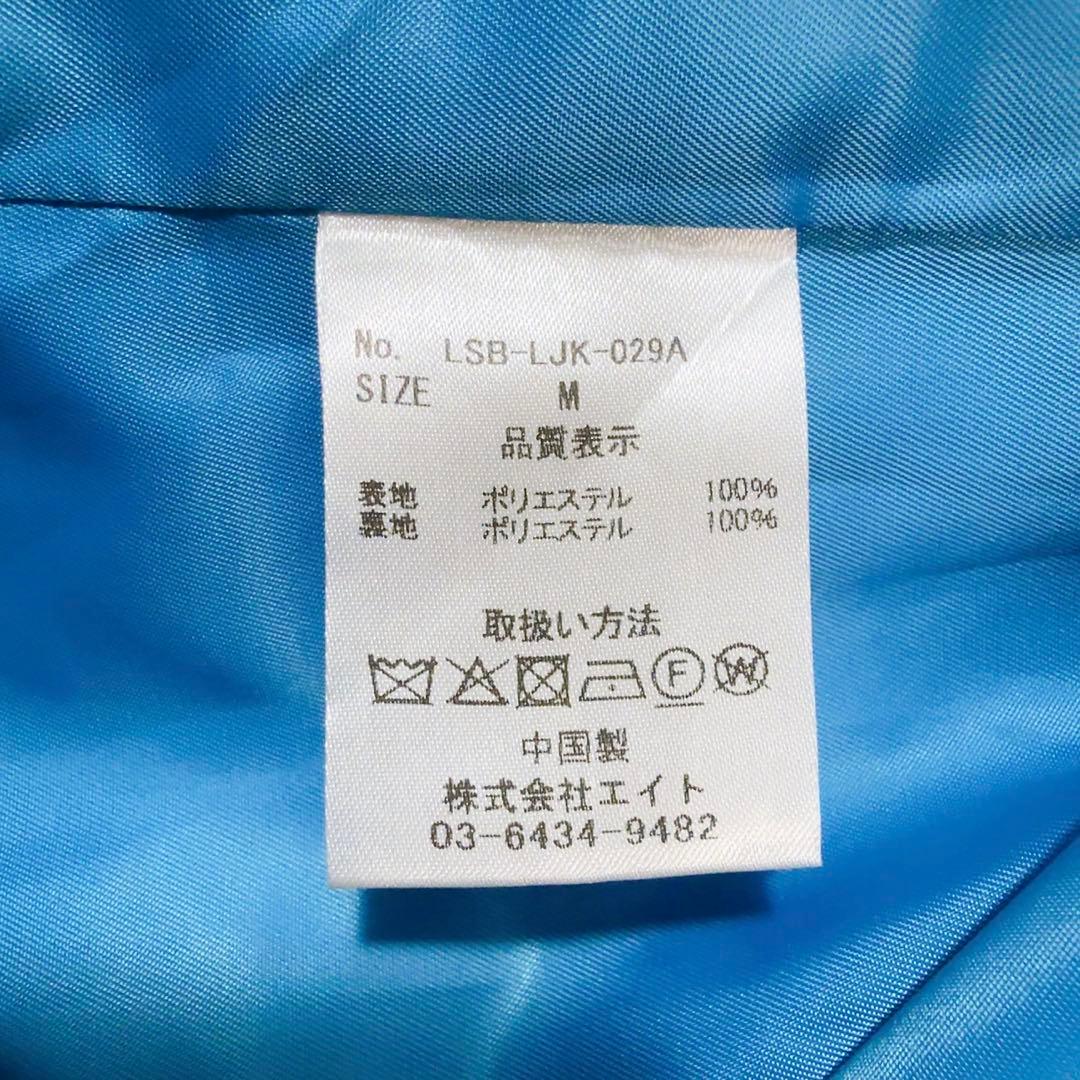 No. LSB-LJK-029A
SIZE M
品質表示
表地 ポリエステル 100%
裏地 ポリエステル 100%
取扱い方法
F W
中国製
株式会社エイト
03-6434-9482